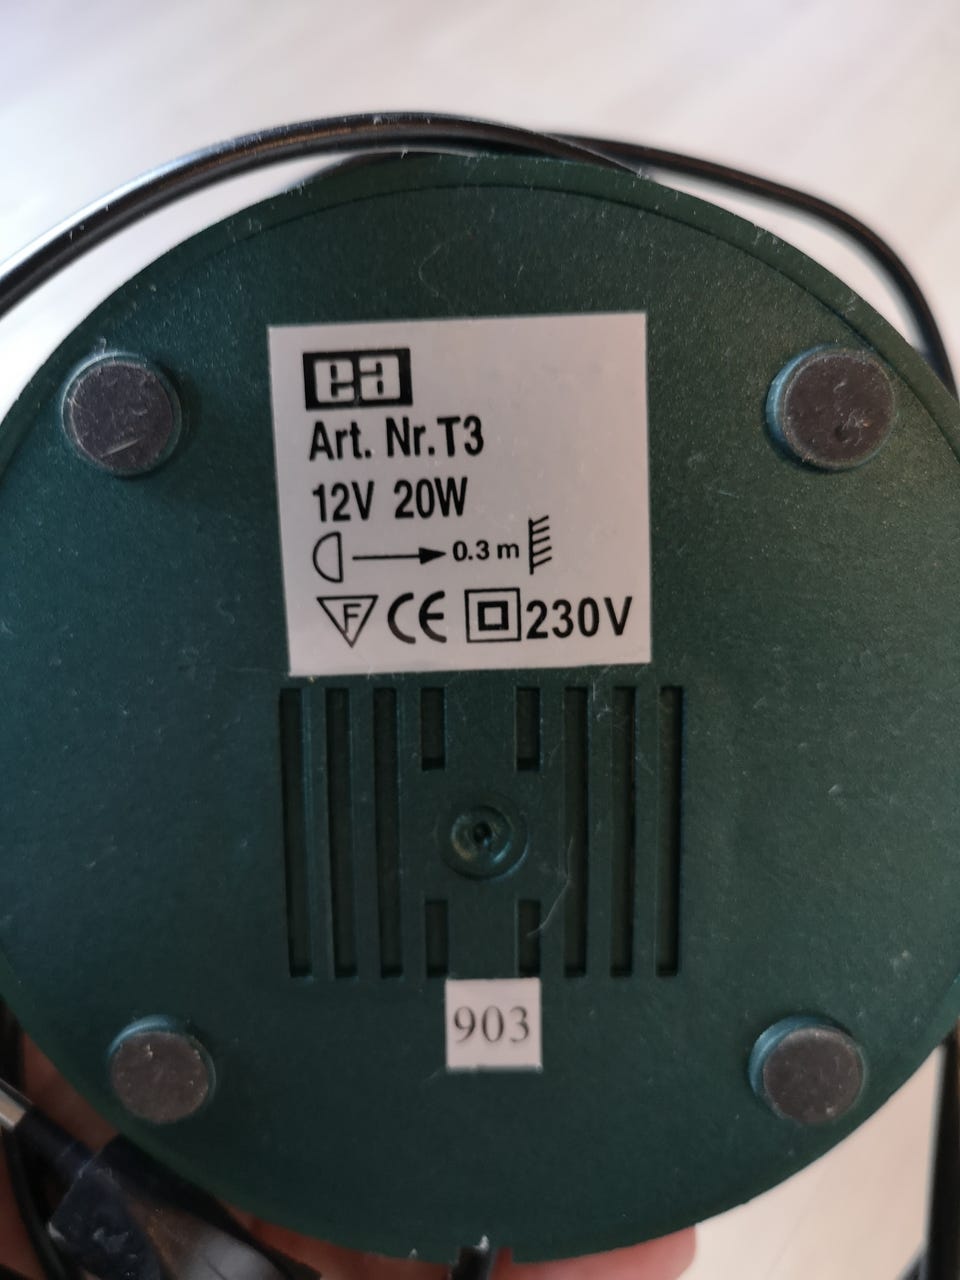 ea
Art. Nr.T3
12V 20W
0.3 m
F CE 230V
903